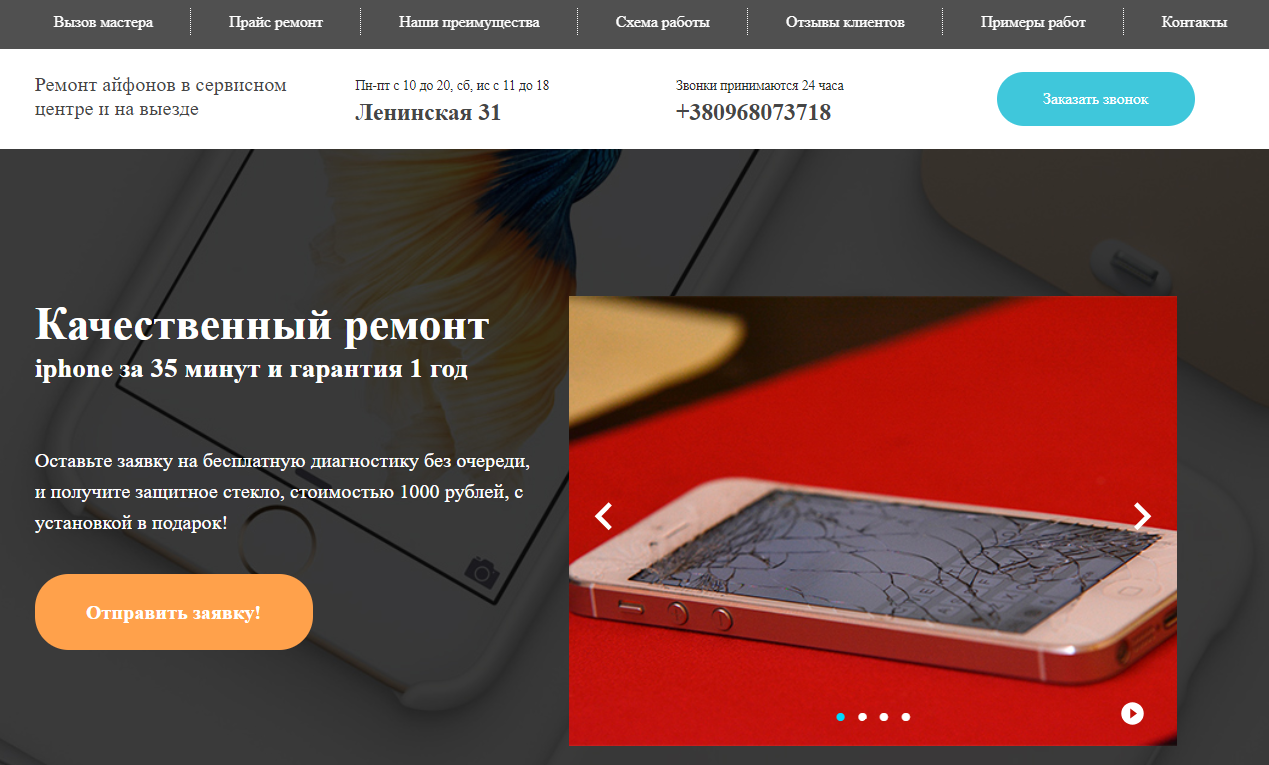 Вызов мастера
Прайс ремонт
Наши преимущества
Схема работы
Отзывы клиентов
Примеры работ
Контакты
Ремонт айфонов в сервисном
центре и на выезде
Пн-пт с 10 до 20, сб, ис с 11 до 18
Ленинская 31
Звонки принимаются 24 часа
+380968073718
Заказать звонок
Качественный ремонт
iphone за 35 минут и гарантия 1 год
Оставьте заявку на бесплатную диагностику без очереди,
и получите защитное стекло, стоимостью 1000 рублей, с
установкой в подарок!
Отправить заявку!